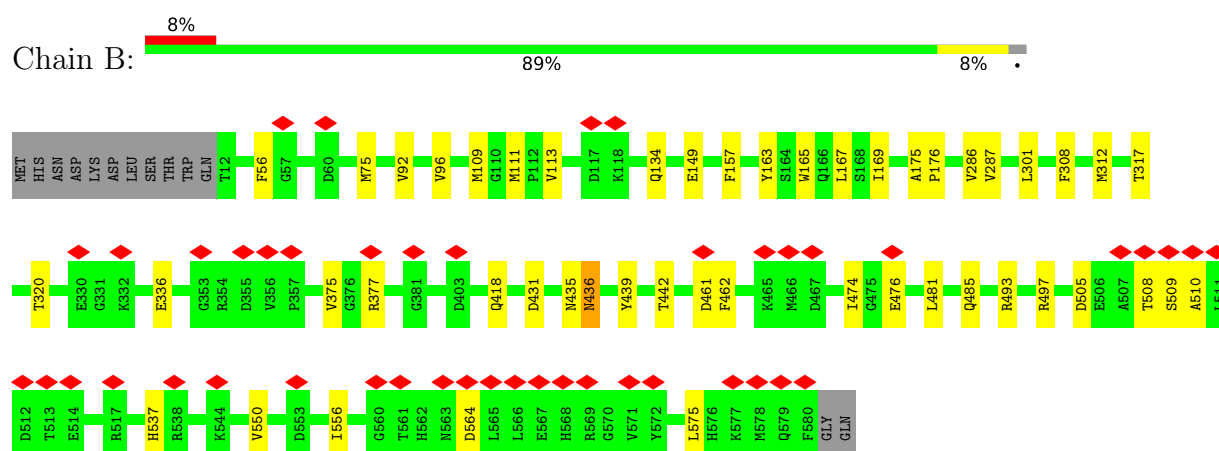 8%
Chain B:
89% 8% •
MET HIS ASN ASP LYS ASP LEU SER THR TRP GLN T12 F56 G57 D60 M75 V92 V96 M109 G110 M111 P112 V113 D117 K118 Q134 E149 F157 Y163 S164 W165 Q166 L167 S168 I169 A175 P176 V286 V287 L301 F308 M312 T317
T320 E330 G331 K332 E336 G353 R354 D355 V356 P357 V375 G376 R377 G381 D403 Q418 D431 N435 N436 Y439 T442 D461 F462 K465 M466 D467 I474 G475 E476 L481 Q485 R493 R497 D505 E506 A507 T508 S509 A510 L511
D512 T513 E514 R517 H537 R538 K544 V550 D553 I556 G560 T561 H562 N563 D564 L565 L566 E567 H568 R569 G570 V571 Y572 L575 H576 K577 M578 Q579 F580 GLY GLN